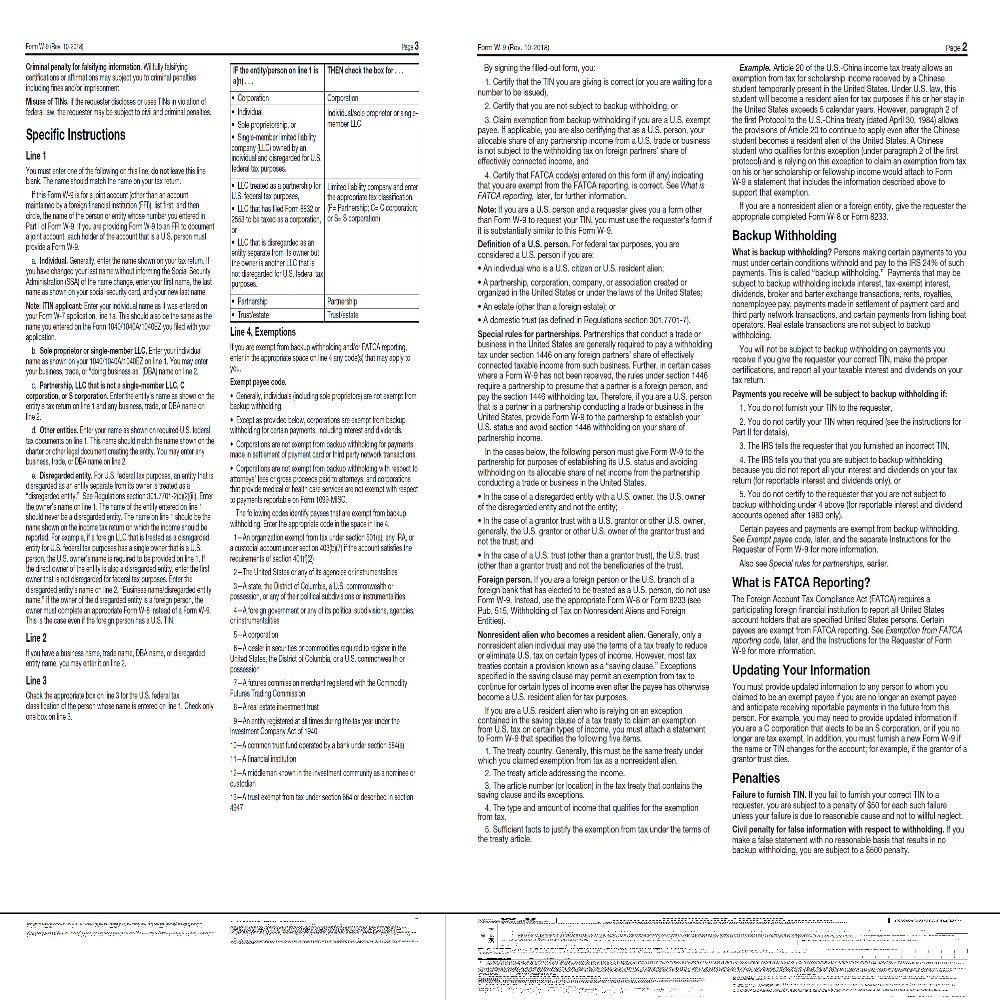 Form W-9 (Rev. 10-2018)
Page 3
Criminal penalty for falsifying information. Willfully falsifying
certifications or affirmations may subject you to criminal penalties
including fines and/or imprisonment.
Misuse of TINs. If the requester discloses or uses TINs in violation of
federal law, the requester may be subject to civil and criminal penalties.
Specific Instructions
Line 1
You must enter one of the following on this line; do not leave this line
blank. The name should match the name on your tax return.
If this Form W-9 is for a joint account (other than an account
maintained by a foreign financial institution (FFI)), list first, and then
circle, the name of the person or entity whose number you entered in
Part I of Form W-9. If you are providing Form W-9 to an FFI to document
a joint account, each holder of the account that is a U.S. person must
provide a Form W-9.
a. Individual. Generally, enter the name shown on your tax return. If
you have changed your last name without informing the Social Security
Administration (SSA) of the name change, enter your first name, the last
name as shown on your social security card, and your new last name.
Note: ITIN applicant: Enter your individual name as it was entered on
your Form W-7 application, line 1a. This should also be the same as the
name you entered on the Form 1040/1040A/1040EZ you filed with your
application.
b. Sole proprietor or single-member LLC. Enter your individual
name as shown on your 1040/1040A/1040EZ on line 1. You may enter
your business, trade, or "doing business as" (DBA) name on line 2.
c. Partnership, LLC that is not a single-member LLC, C
corporation, or S corporation. Enter the entity's name as shown on the
entity's tax return on line 1 and any business, trade, or DBA name on
line 2.
d. Other entities. Enter your name as shown on required U.S. federal
tax documents on line 1. This name should match the name shown on the
charter or other legal document creating the entity. You may enter any
business, trade, or DBA name on line 2.
e. Disregarded entity. For U.S. federal tax purposes, an entity that is
disregarded as an entity separate from its owner is treated as a
"disregarded entity." See Regulations section 301.7701-2(c)(2)(iii). Enter
the owner's name on line 1. The name of the entity entered on line 1
should never be a disregarded entity. The name on line 1 should be the
name shown on the income tax return on which the income should be
reported. For example, if a foreign LLC that is treated as a disregarded
entity for U.S. federal tax purposes has a single owner that is a U.S.
person, the U.S. owner's name is required to be provided on line 1. If
the direct owner of the entity is also a disregarded entity, enter the first
owner that is not disregarded for federal tax purposes. Enter the
disregarded entity's name on line 2, "Business name/disregarded entity
name." If the owner of the disregarded entity is a foreign person, the
owner must complete an appropriate Form W-8 instead of a Form W-9.
This is the case even if the foreign person has a U.S. TIN.
Line 2
If you have a business name, trade name, DBA name, or disregarded
entity name, you may enter it on line 2.
Line 3
Check the appropriate box on line 3 for the U.S. federal tax
classification of the person whose name is entered on line 1. Check only
one box on line 3.
IF the entity/person on line 1 is
a(n) . . .
THEN check the box for . . .
• Corporation
Corporation
• Individual
• Sole proprietorship, or
• Single-member limited liability
company (LLC) owned by an
individual and disregarded for U.S.
federal tax purposes.
Individual/sole proprietor or single-
member LLC
• LLC treated as a partnership for
U.S. federal tax purposes,
• LLC that has filed Form 8832 or
2553 to be taxed as a corporation,
or
• LLC that is disregarded as an
entity separate from its owner but
the owner is another LLC that is
not disregarded for U.S. federal tax
purposes.
Limited liability company and enter
the appropriate tax classification.
(P= Partnership; C= C corporation;
or S= S corporation)
• Partnership
Partnership
• Trust/estate
Trust/estate
Line 4, Exemptions
If you are exempt from backup withholding and/or FATCA reporting,
enter in the appropriate space on line 4 any code(s) that may apply to
you.
Exempt payee code.
• Generally, individuals (including sole proprietors) are not exempt from
backup withholding.
• Except as provided below, corporations are exempt from backup
withholding for certain payments, including interest and dividends.
• Corporations are not exempt from backup withholding for payments
made in settlement of payment card or third party network transactions.
• Corporations are not exempt from backup withholding with respect to
attorneys' fees or gross proceeds paid to attorneys, and corporations
that provide medical or health care services are not exempt with respect
to payments reportable on Form 1099-MISC.
The following codes identify payees that are exempt from backup
withholding. Enter the appropriate code in the space in line 4.
1—An organization exempt from tax under section 501(a), any IRA, or
a custodial account under section 403(b)(7) if the account satisfies the
requirements of section 401(f)(2)
2—The United States or any of its agencies or instrumentalities
3—A state, the District of Columbia, a U.S. commonwealth or
possession, or any of their political subdivisions or instrumentalities
4—A foreign government or any of its political subdivisions, agencies,
or instrumentalities
5—A corporation
6—A dealer in securities or commodities required to register in the
United States, the District of Columbia, or a U.S. commonwealth or
possession
7—A futures commission merchant registered with the Commodity
Futures Trading Commission
8—A real estate investment trust
9—An entity registered at all times during the tax year under the
Investment Company Act of 1940
10—A common trust fund operated by a bank under section 584(a)
11—A financial institution
12—A middleman known in the investment community as a nominee or
custodian
13—A trust exempt from tax under section 664 or described in section
4947
Form W-9 (Rev. 10-2018)
Page 2
By signing the filled-out form, you:
1. Certify that the TIN you are giving is correct (or you are waiting for a
number to be issued),
2. Certify that you are not subject to backup withholding, or
3. Claim exemption from backup withholding if you are a U.S. exempt
payee. If applicable, you are also certifying that as a U.S. person, your
allocable share of any partnership income from a U.S. trade or business
is not subject to the withholding tax on foreign partners' share of
effectively connected income, and
4. Certify that FATCA code(s) entered on this form (if any) indicating
that you are exempt from the FATCA reporting, is correct. See What is
FATCA reporting, later, for further information.
Note: If you are a U.S. person and a requester gives you a form other
than Form W-9 to request your TIN, you must use the requester's form if
it is substantially similar to this Form W-9.
Definition of a U.S. person. For federal tax purposes, you are
considered a U.S. person if you are:
• An individual who is a U.S. citizen or U.S. resident alien;
• A partnership, corporation, company, or association created or
organized in the United States or under the laws of the United States;
• An estate (other than a foreign estate); or
• A domestic trust (as defined in Regulations section 301.7701-7).
Special rules for partnerships. Partnerships that conduct a trade or
business in the United States are generally required to pay a withholding
tax under section 1446 on any foreign partners' share of effectively
connected taxable income from such business. Further, in certain cases
where a Form W-9 has not been received, the rules under section 1446
require a partnership to presume that a partner is a foreign person, and
pay the section 1446 withholding tax. Therefore, if you are a U.S. person
that is a partner in a partnership conducting a trade or business in the
United States, provide Form W-9 to the partnership to establish your
U.S. status and avoid section 1446 withholding on your share of
partnership income.
In the cases below, the following person must give Form W-9 to the
partnership for purposes of establishing its U.S. status and avoiding
withholding on its allocable share of net income from the partnership
conducting a trade or business in the United States.
• In the case of a disregarded entity with a U.S. owner, the U.S. owner
of the disregarded entity and not the entity;
• In the case of a grantor trust with a U.S. grantor or other U.S. owner,
generally, the U.S. grantor or other U.S. owner of the grantor trust and
not the trust; and
• In the case of a U.S. trust (other than a grantor trust), the U.S. trust
(other than a grantor trust) and not the beneficiaries of the trust.
Foreign person. If you are a foreign person or the U.S. branch of a
foreign bank that has elected to be treated as a U.S. person, do not use
Form W-9. Instead, use the appropriate Form W-8 or Form 8233 (see
Pub. 515, Withholding of Tax on Nonresident Aliens and Foreign
Entities).
Nonresident alien who becomes a resident alien. Generally, only a
nonresident alien individual may use the terms of a tax treaty to reduce
or eliminate U.S. tax on certain types of income. However, most tax
treaties contain a provision known as a "saving clause." Exceptions
specified in the saving clause may permit an exemption from tax to
continue for certain types of income even after the payee has otherwise
become a U.S. resident alien for tax purposes.
If you are a U.S. resident alien who is relying on an exception
contained in the saving clause of a tax treaty to claim an exemption
from U.S. tax on certain types of income, you must attach a statement
to Form W-9 that specifies the following five items.
1. The treaty country. Generally, this must be the same treaty under
which you claimed exemption from tax as a nonresident alien.
2. The treaty article addressing the income.
3. The article number (or location) in the tax treaty that contains the
saving clause and its exceptions.
4. The type and amount of income that qualifies for the exemption
from tax.
5. Sufficient facts to justify the exemption from tax under the terms of
the treaty article.
Example. Article 20 of the U.S.-China income tax treaty allows an
exemption from tax for scholarship income received by a Chinese
student temporarily present in the United States. Under U.S. law, this
student will become a resident alien for tax purposes if his or her stay in
the United States exceeds 5 calendar years. However, paragraph 2 of
the first Protocol to the U.S.-China treaty (dated April 30, 1984) allows
the provisions of Article 20 to continue to apply even after the Chinese
student becomes a resident alien of the United States. A Chinese
student who qualifies for this exception (under paragraph 2 of the first
protocol) and is relying on this exception to claim an exemption from tax
on his or her scholarship or fellowship income would attach to Form
W-9 a statement that includes the information described above to
support that exemption.
If you are a nonresident alien or a foreign entity, give the requester the
appropriate completed Form W-8 or Form 8233.
Backup Withholding
What is backup withholding? Persons making certain payments to you
must under certain conditions withhold and pay to the IRS 24% of such
payments. This is called "backup withholding." Payments that may be
subject to backup withholding include interest, tax-exempt interest,
dividends, broker and barter exchange transactions, rents, royalties,
nonemployee pay, payments made in settlement of payment card and
third party network transactions, and certain payments from fishing boat
operators. Real estate transactions are not subject to backup
withholding.
You will not be subject to backup withholding on payments you
receive if you give the requester your correct TIN, make the proper
certifications, and report all your taxable interest and dividends on your
tax return.
Payments you receive will be subject to backup withholding if:
1. You do not furnish your TIN to the requester,
2. You do not certify your TIN when required (see the instructions for
Part II for details),
3. The IRS tells the requester that you furnished an incorrect TIN,
4. The IRS tells you that you are subject to backup withholding
because you did not report all your interest and dividends on your tax
return (for reportable interest and dividends only), or
5. You do not certify to the requester that you are not subject to
backup withholding under 4 above (for reportable interest and dividend
accounts opened after 1983 only).
Certain payees and payments are exempt from backup withholding.
See Exempt payee code, later, and the separate Instructions for the
Requester of Form W-9 for more information.
Also see Special rules for partnerships, earlier.
What is FATCA Reporting?
The Foreign Account Tax Compliance Act (FATCA) requires a
participating foreign financial institution to report all United States
account holders that are specified United States persons. Certain
payees are exempt from FATCA reporting. See Exemption from FATCA
reporting code, later, and the Instructions for the Requester of Form
W-9 for more information.
Updating Your Information
You must provide updated information to any person to whom you
claimed to be an exempt payee if you are no longer an exempt payee
and anticipate receiving reportable payments in the future from this
person. For example, you may need to provide updated information if
you are a C corporation that elects to be an S corporation, or if you no
longer are tax exempt. In addition, you must furnish a new Form W-9 if
the name or TIN changes for the account; for example, if the grantor of a
grantor trust dies.
Penalties
Failure to furnish TIN. If you fail to furnish your correct TIN to a
requester, you are subject to a penalty of $50 for each such failure
unless your failure is due to reasonable cause and not to willful neglect.
Civil penalty for false information with respect to withholding. If you
make a false statement with no reasonable basis that results in no
backup withholding, you are subject to a $500 penalty.